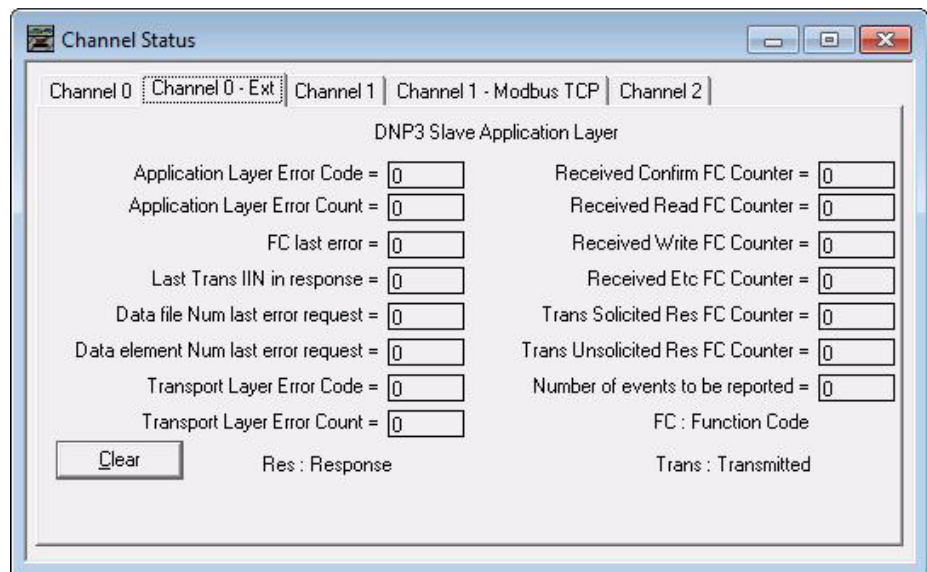 Channel Status
Channel 0 Channel 0 - Ext Channel 1 Channel 1 - Modbus TCP Channel 2
DNP3 Slave Application Layer
Application Layer Error Code = 0 Received Confirm FC Counter = 0
Application Layer Error Count = 0 Received Read FC Counter = 0
FC last error = 0 Received Write FC Counter = 0
Last Trans IIN in response = 0 Received Etc FC Counter = 0
Data file Num last error request = 0 Trans Solicited Res FC Counter = 0
Data element Num last error request = 0 Trans Unsolicited Res FC Counter = 0
Transport Layer Error Code = 0 Number of events to be reported = 0
Transport Layer Error Count = 0 FC : Function Code
Clear Res : Response Trans : Transmitted